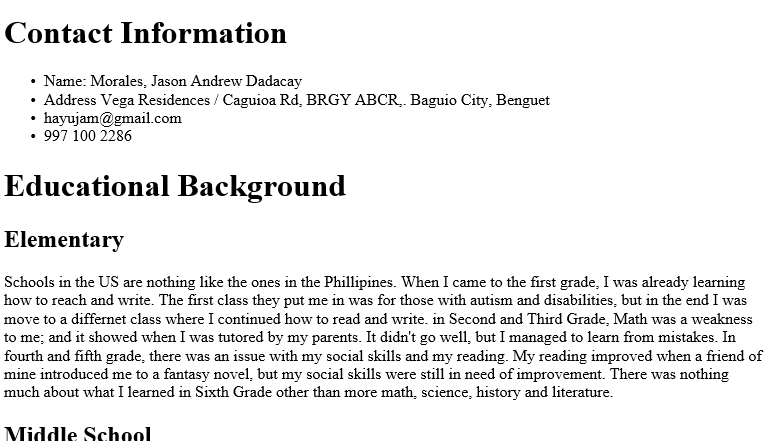 Contact Information
• Name: Morales, Jason Andrew Dadacay
• Address Vega Residences / Caguioa Rd, BRGY ABCR,. Baguio City, Benguet
• hayujam@gmail.com
• 997 100 2286
Educational Background
Elementary
Schools in the US are nothing like the ones in the Phillipines. When I came to the first grade, I was already learning
how to reach and write. The first class they put me in was for those with autism and disabilities, but in the end I was
move to a differnet class where I continued how to read and write. in Second and Third Grade, Math was a weakness
to me; and it showed when I was tutored by my parents. It didn't go well, but I managed to learn from mistakes. In
fourth and fifth grade, there was an issue with my social skills and my reading. My reading improved when a friend of
mine introduced me to a fantasy novel, but my social skills were still in need of improvement. There was nothing
much about what I learned in Sixth Grade other than more math, science, history and literature.
Middle School